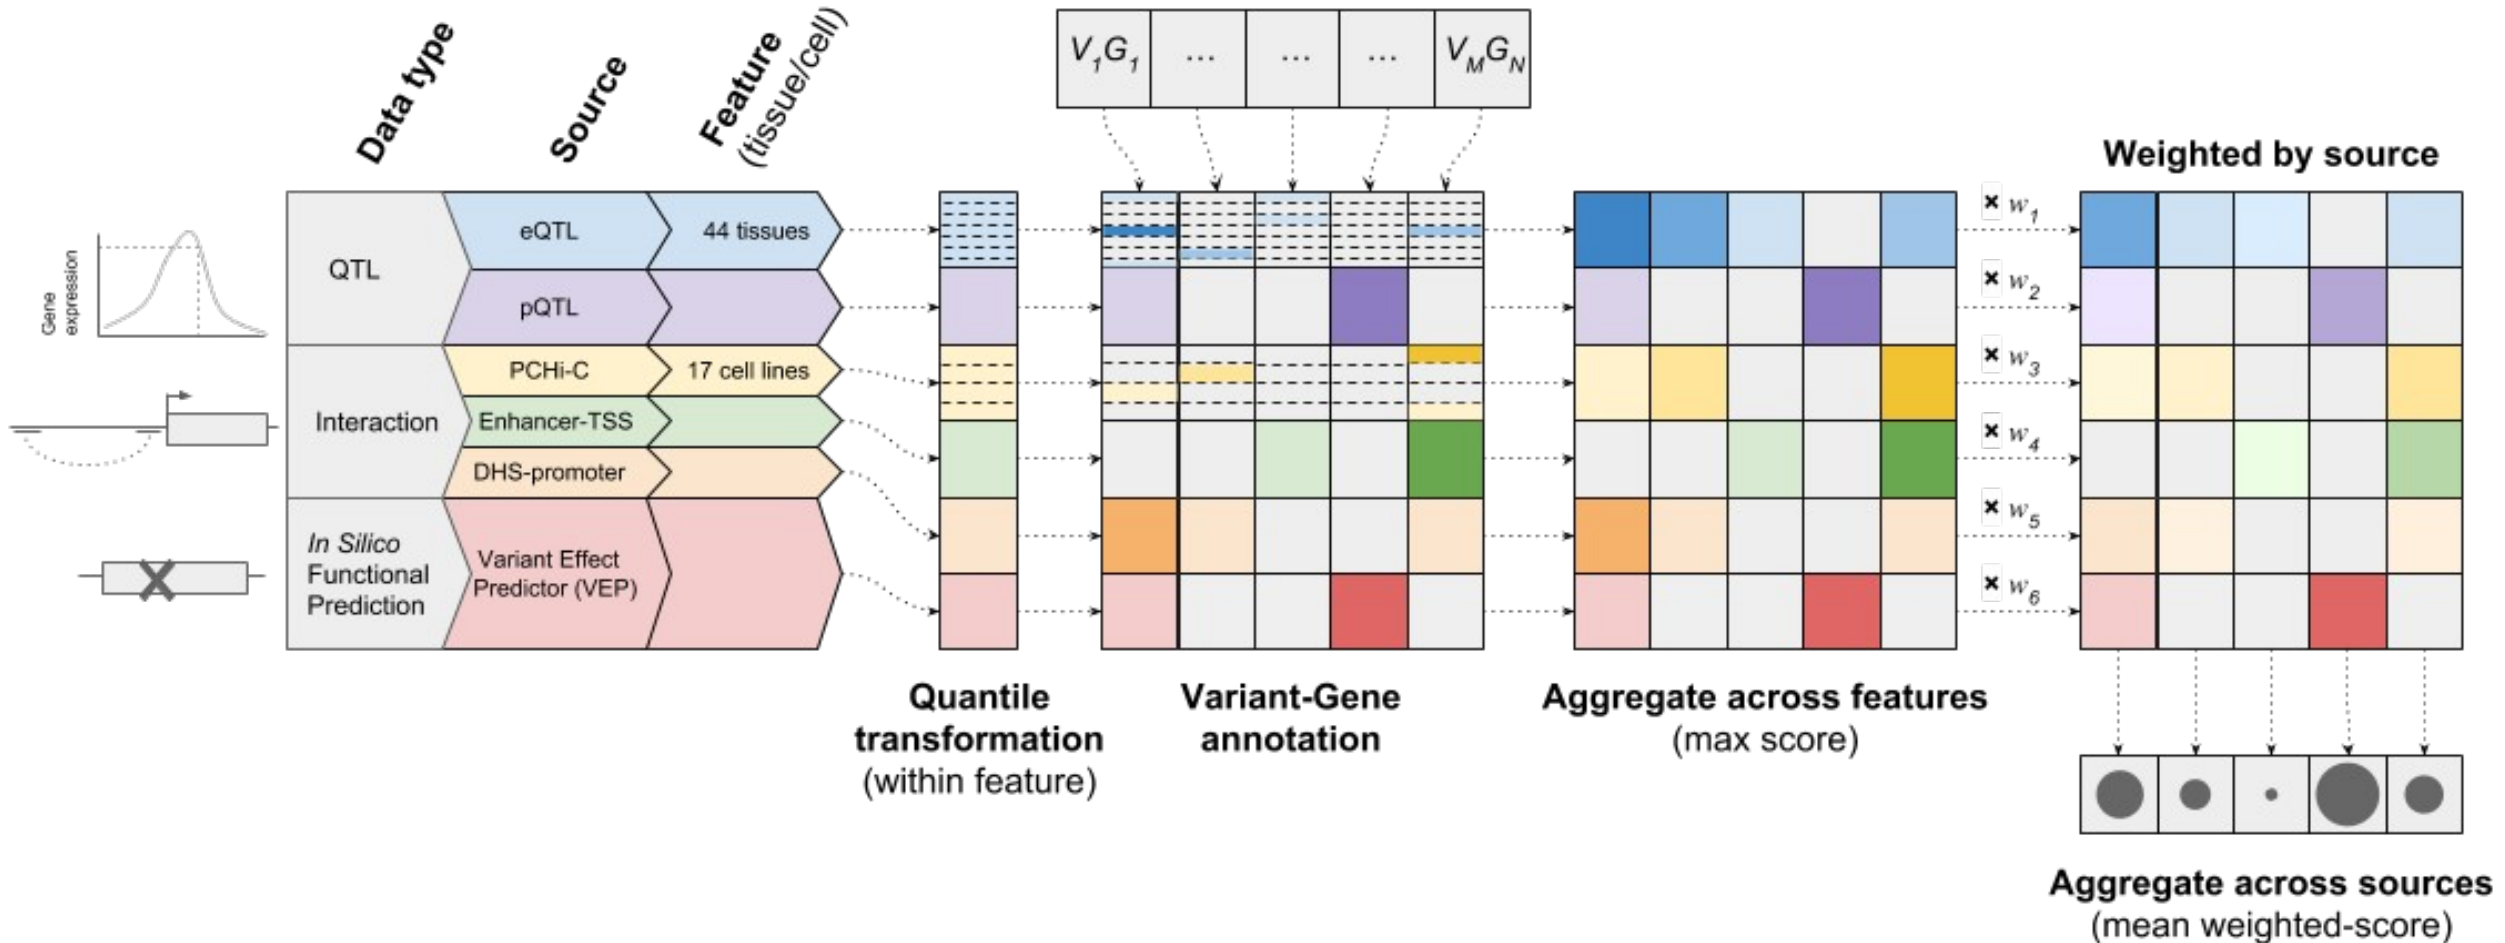 Data type
Source
Feature
(tissue/cell)
V1G1 ... ... ... VMGN
Weighted by source
Gene
expression
QTL
eQTL
44 tissues
pQTL
Interaction
PCHi-C
17 cell lines
Enhancer-TSS
DHS-promoter
In Silico
Functional
Prediction
Variant Effect
Predictor (VEP)
× w1
× w2
× w3
× w4
× w5
× w6
Quantile
transformation
(within feature)
Variant-Gene
annotation
Aggregate across features
(max score)
Aggregate across sources
(mean weighted-score)